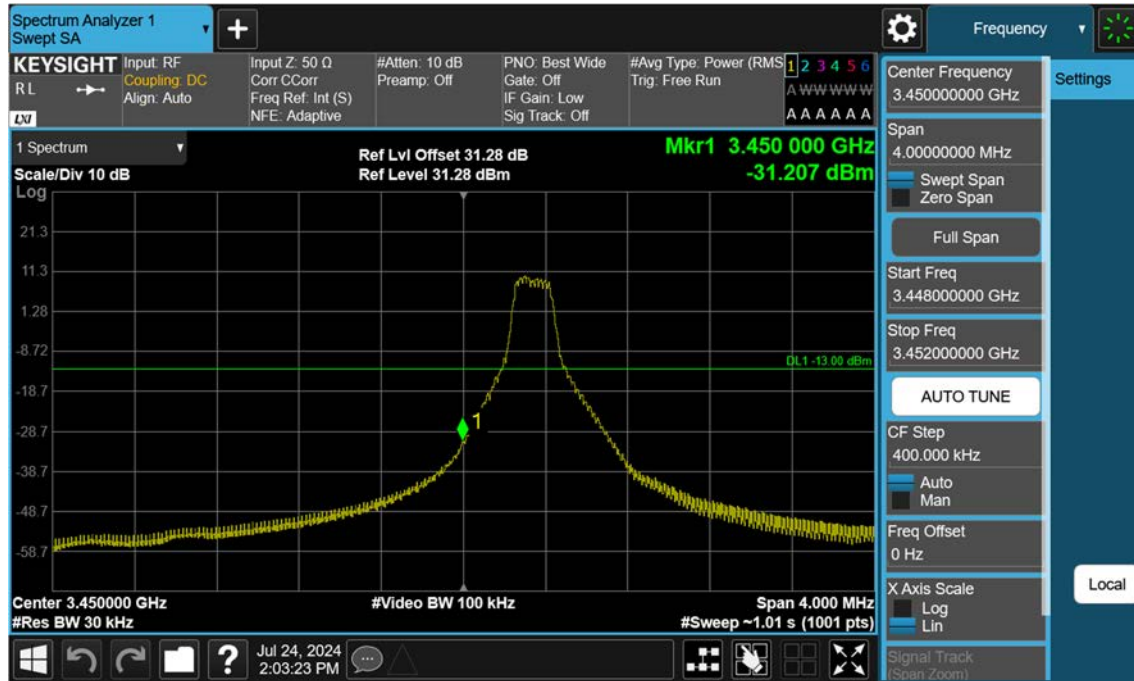 Spectrum Analyzer 1
Swept SA
Frequency
KEYSIGHT
RL
LXI
Input: RF
Coupling: DC
Align: Auto
Input Z: 50 Ω
Corr CCorr
Freq Ref: Int (S)
NFE: Adaptive
#Atten: 10 dB
Preamp: Off
PNO: Best Wide
Gate: Off
IF Gain: Low
Sig Track: Off
#Avg Type: Power (RMS
Trig: Free Run
1 2 3 4 5 6
A W W W W W
A A A A A A
1 Spectrum
Scale/Div 10 dB
Ref Lvl Offset 31.28 dB
Ref Level 31.28 dBm
Mkr1 3.450 000 GHz
-31.207 dBm
Log
21.3
11.3
1.28
-8.72
-18.7
-28.7
-38.7
-48.7
-58.7
DL1 -13.00 dBm
1
Center 3.450000 GHz
#Res BW 30 kHz
#Video BW 100 kHz
Span 4.000 MHz
#Sweep ~1.01 s (1001 pts)
Center Frequency
3.450000000 GHz
Span
4.00000000 MHz
Swept Span
Zero Span
Full Span
Start Freq
3.448000000 GHz
Stop Freq
3.452000000 GHz
AUTO TUNE
CF Step
400.000 kHz
Auto
Man
Freq Offset
0 Hz
X Axis Scale
Log
Lin
Signal Track
(Span Zoom)
Settings
Local
?
Jul 24, 2024
2:03:23 PM